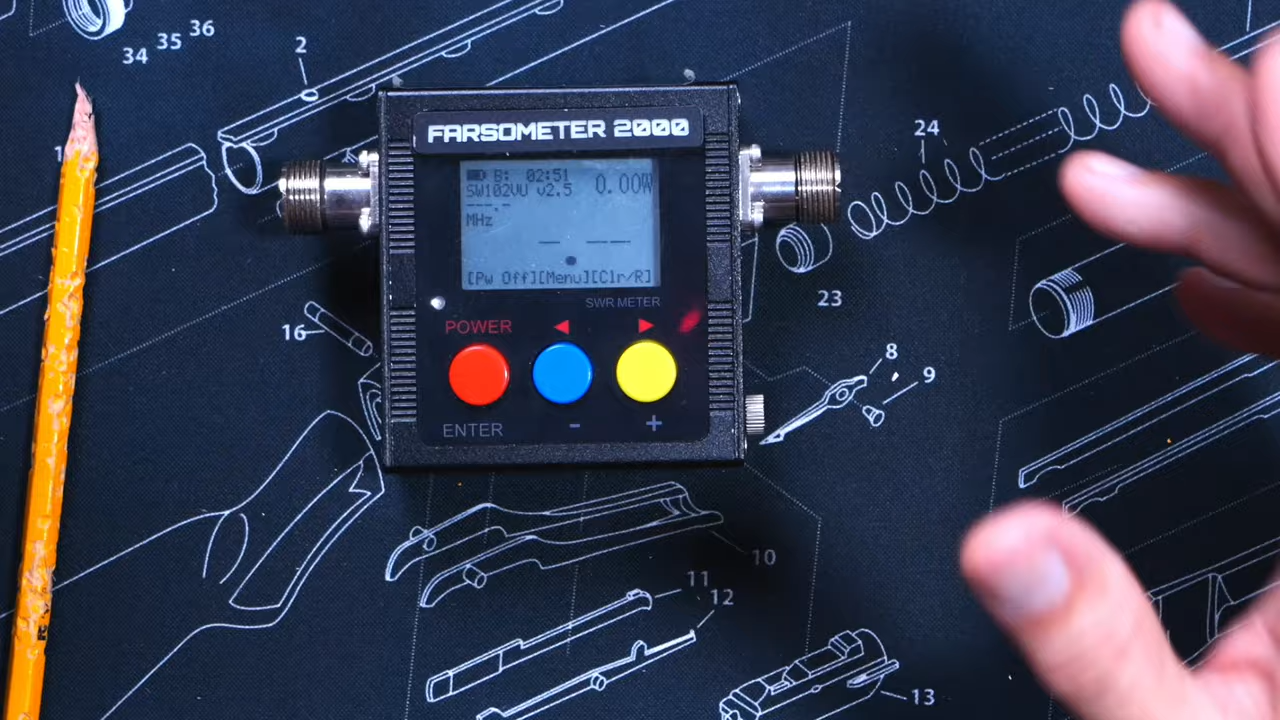 34 35 36
2
24
FARSOMETER 2000
B: 02:51
SW102VU v2.5 0.00W
---.-
MHz
- . ---
[Pw Off][Menu][Clr/R]
SWR METER
23
16
POWER ◄ ►
8
9
ENTER - +
10
11
12
13